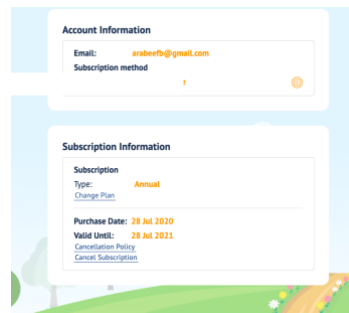 Account Information
Email: arabeefb@gmail.com
Subscription method
Subscription Information
Subscription
Type: Annual
Change Plan
Purchase Date: 28 Jul 2020
Valid Until: 28 Jul 2021
Cancellation Policy
Cancel Subscription